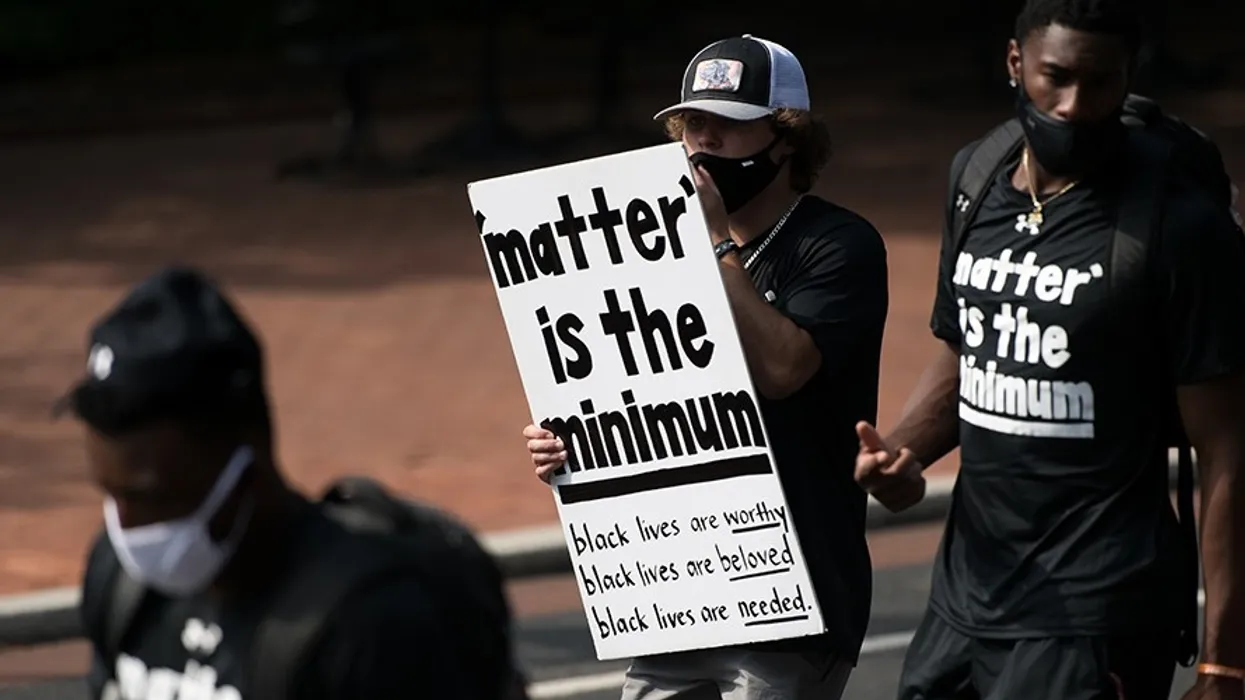 'matter'
is the
minimum
black lives are worthy
black lives are beloved
black lives are needed.
matter'
is the
minimum